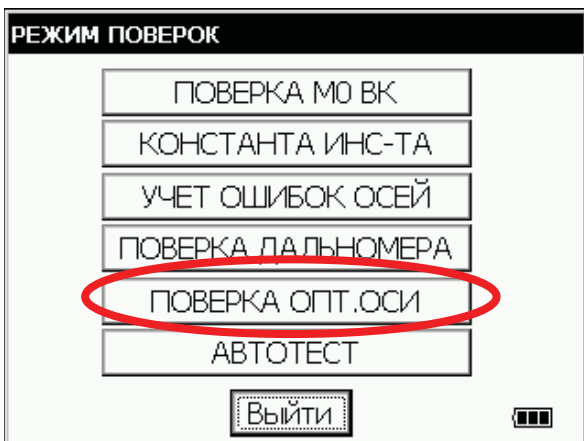 РЕЖИМ ПОВЕРОК
ПОВЕРКА М0 ВК
КОНСТАНТА ИНС-ТА
УЧЕТ ОШИБОК ОСЕЙ
ПОВЕРКА ДАЛЬНОМЕРА
ПОВЕРКА ОПТ.ОСИ
АВТОТЕСТ
Выйти